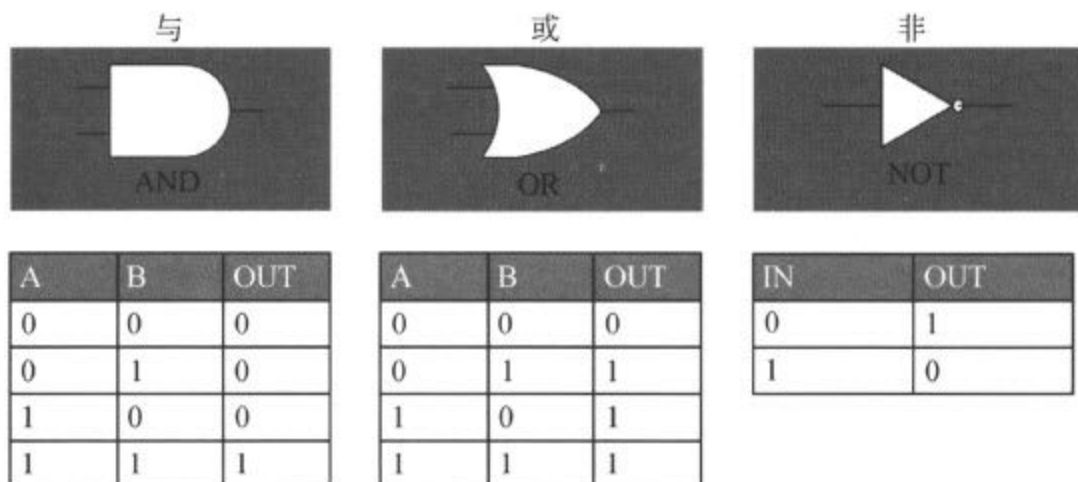 与 或 非
AND OR NOT
A B OUT A B OUT IN OUT
0 0 0 0 0 0 0 1
0 1 0 0 1 1 1 0
1 0 0 1 0 1
1 1 1 1 1 1